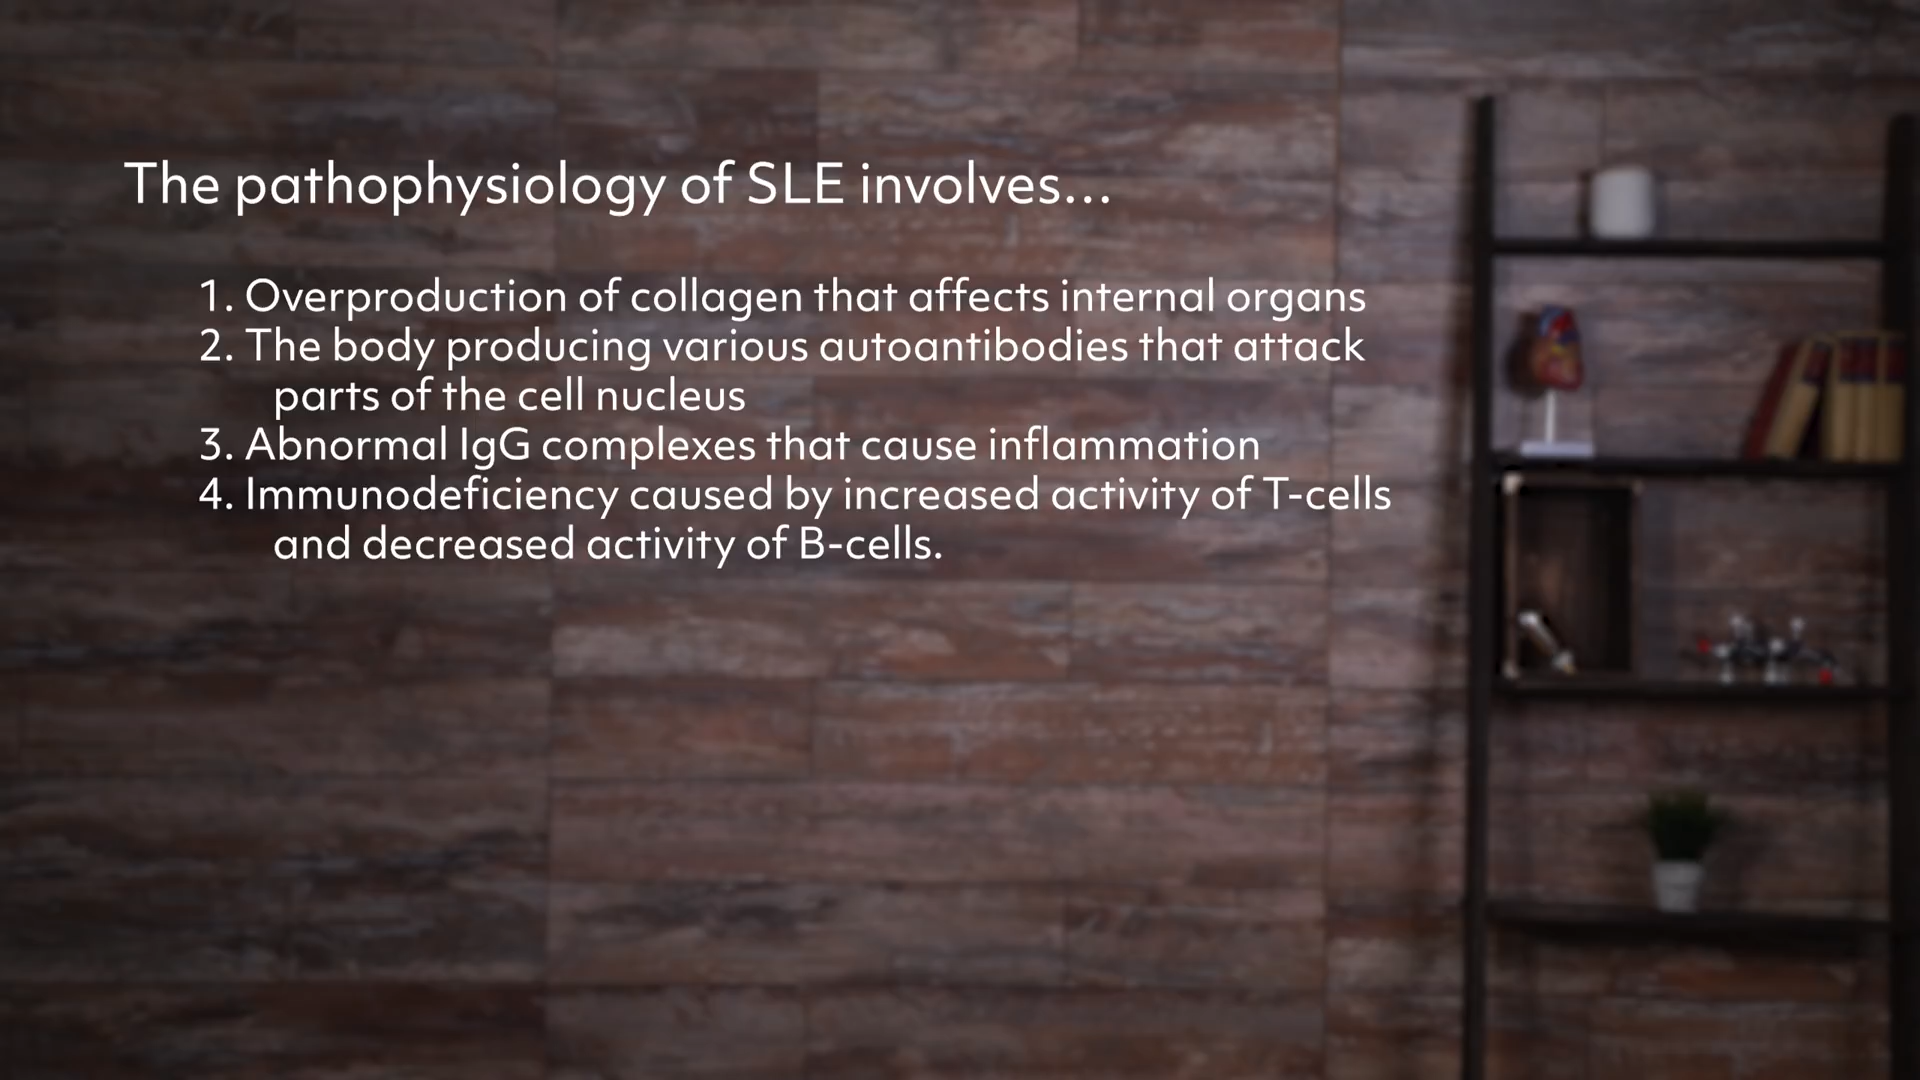 The pathophysiology of SLE involves...
1. Overproduction of collagen that affects internal organs
2. The body producing various autoantibodies that attack
parts of the cell nucleus
3. Abnormal IgG complexes that cause inflammation
4. Immunodeficiency caused by increased activity of T-cells
and decreased activity of B-cells.